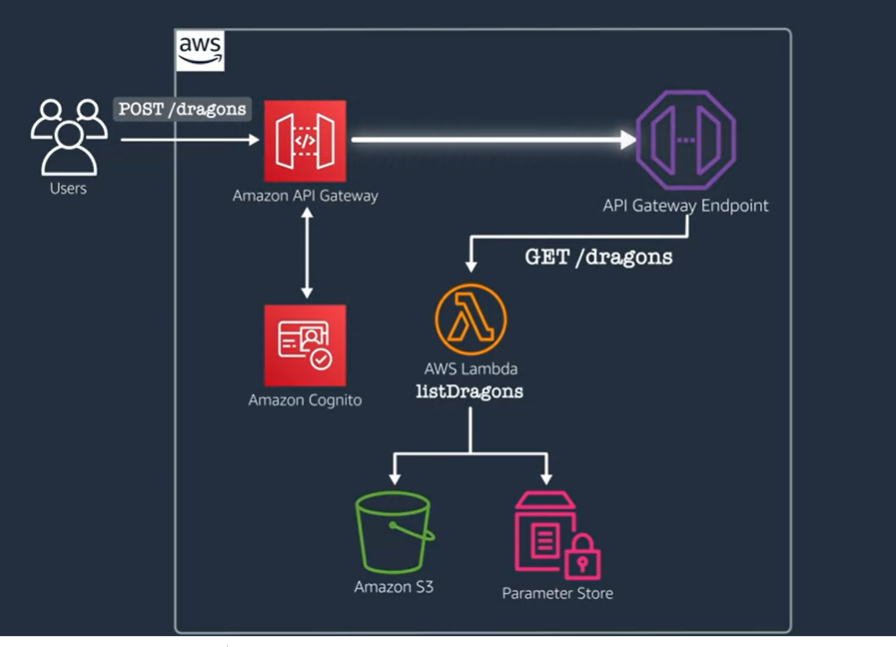 aws
POST /dragons
Users
Amazon API Gateway
API Gateway Endpoint
GET /dragons
AWS Lambda
listDragons
Amazon Cognito
Amazon S3
Parameter Store